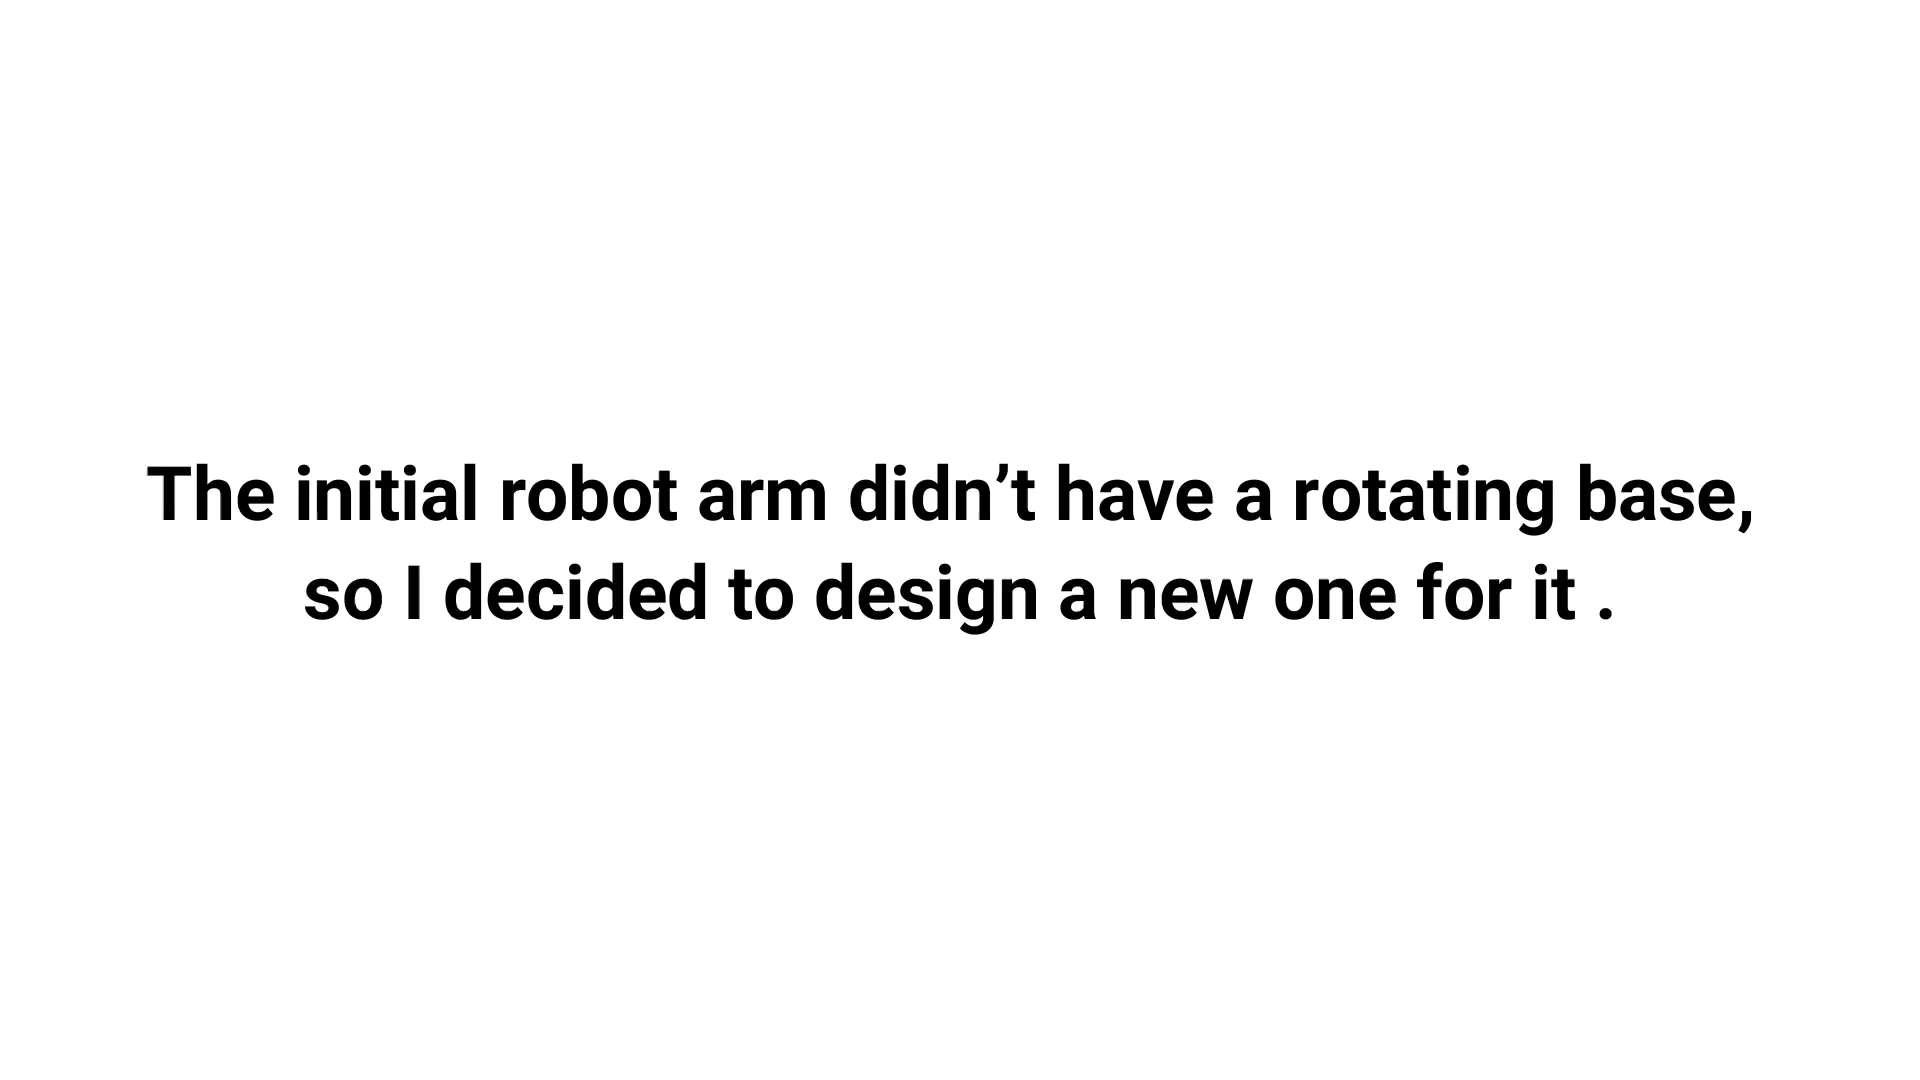 The initial robot arm didn’t have a rotating base,
so I decided to design a new one for it .